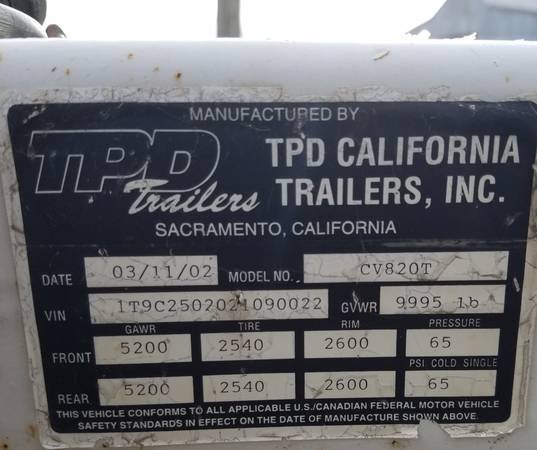 MANUFACTURED BY
TPD Trailers
TPD CALIFORNIA
TRAILERS, INC.
SACRAMENTO, CALIFORNIA
DATE 03/11/02 MODEL NO. CV820T
VIN 1T9C2502021090022 GVWR 9995 lb
GAWR TIRE RIM PRESSURE
FRONT 5200 2540 2600 65
PSI COLD SINGLE
REAR 5200 2540 2600 65
THIS VEHICLE CONFORMS TO ALL APPLICABLE U.S./CANADIAN FEDERAL MOTOR VEHICLE
SAFETY STANDARDS IN EFFECT ON THE DATE OF MANUFACTURE SHOWN ABOVE.